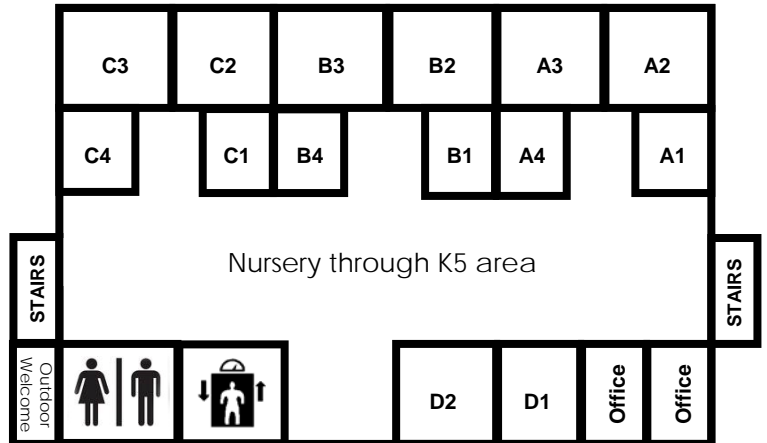 C3 C2 B3 B2 A3 A2
C4 C1 B4 B1 A4 A1
STAIRS
Nursery through K5 area
STAIRS
Outdoor
Welcome
D2 D1 Office Office